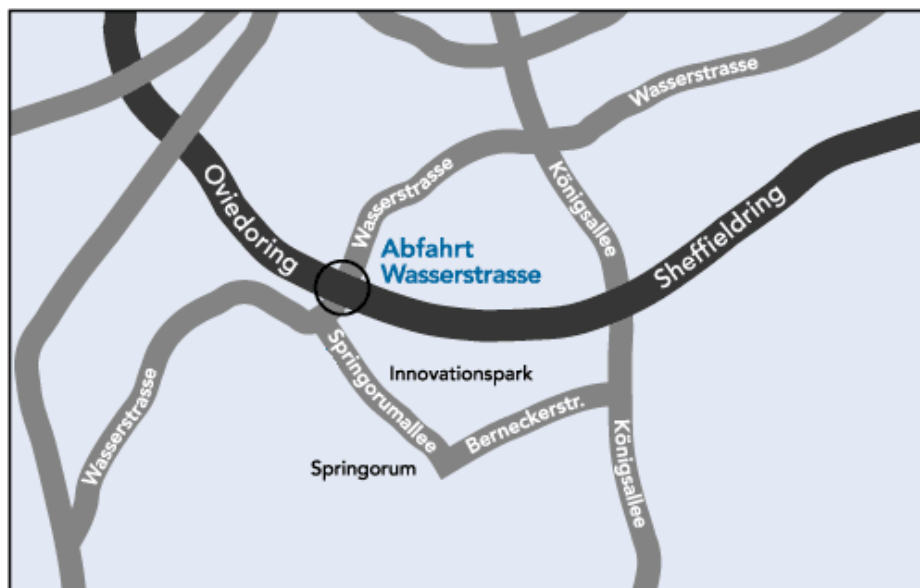 Wasserstrasse
Oviedoring
Wasserstrasse
Königsallee
Sheffieldring
Abfahrt
Wasserstrasse
Springorumallee
Innovationspark
Wasserstrasse
Berneckerstr.
Königsallee
Springorum